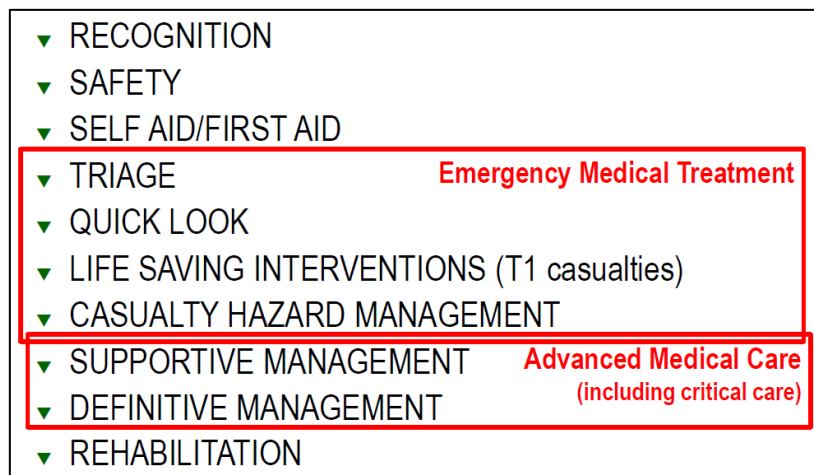 RECOGNITION
SAFETY
SELF AID/FIRST AID
TRIAGE Emergency Medical Treatment
QUICK LOOK
LIFE SAVING INTERVENTIONS (T1 casualties)
CASUALTY HAZARD MANAGEMENT
SUPPORTIVE MANAGEMENT Advanced Medical Care
(including critical care)
DEFINITIVE MANAGEMENT
REHABILITATION